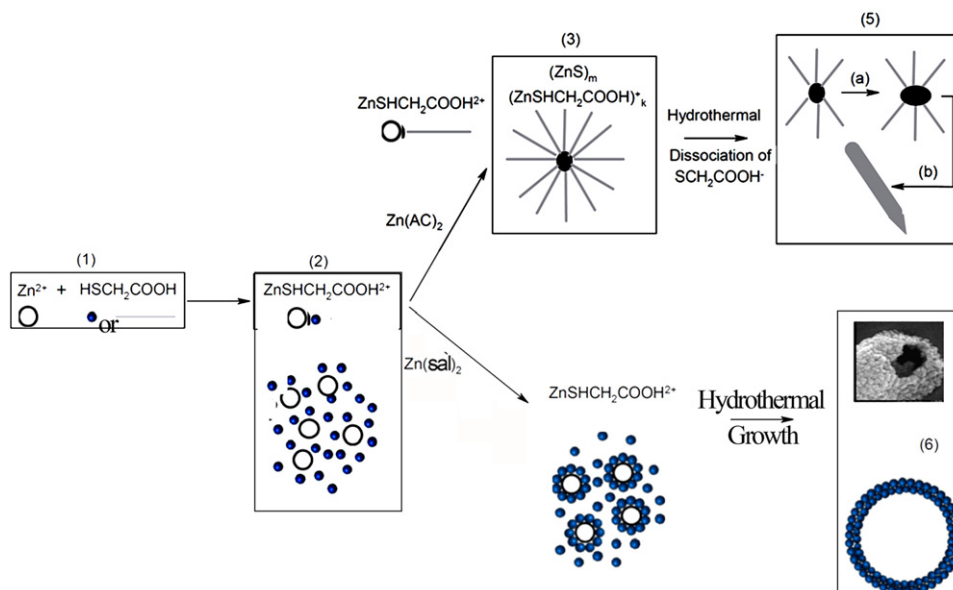 (1)
Zn²⁺ + HSCH₂COOH
or
(2)
ZnSHCH₂COOH²⁺
Zn(AC)₂
Zn(sal)₂
ZnSHCH₂COOH²⁺
(3)
(ZnS)ₘ
(ZnSHCH₂COOH)⁺ₖ
Hydrothermal
Dissociation of
SCH₂COOH⁻
(5)
(a)
(b)
ZnSHCH₂COOH²⁺
Hydrothermal
Growth
(6)